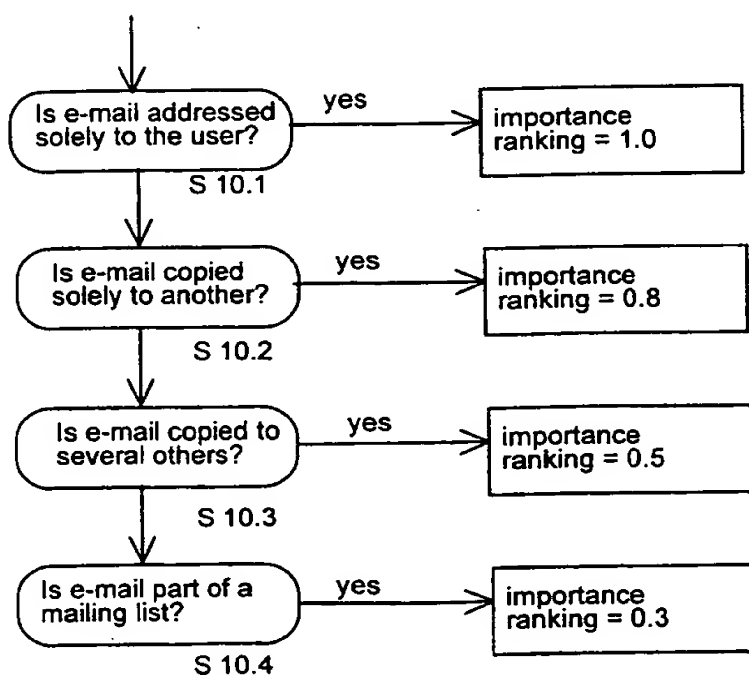 Is e-mail addressed
solely to the user?
yes
importance
ranking = 1.0
S 10.1
Is e-mail copied
solely to another?
yes
importance
ranking = 0.8
S 10.2
Is e-mail copied to
several others?
yes
importance
ranking = 0.5
S 10.3
Is e-mail part of a
mailing list?
yes
importance
ranking = 0.3
S 10.4